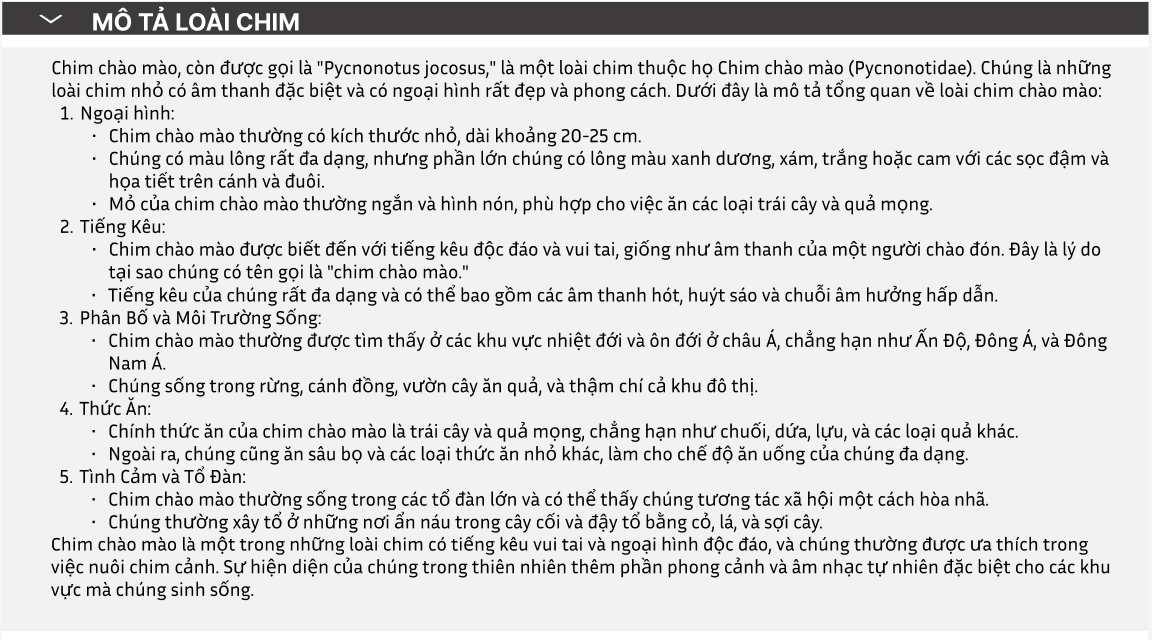 MÔ TẢ LOÀI CHIM
Chim chào mào, còn được gọi là "Pycnonotus jocosus," là một loài chim thuộc họ Chim chào mào (Pycnonotidae). Chúng là những
loài chim nhỏ có âm thanh đặc biệt và có ngoại hình rất đẹp và phong cách. Dưới đây là mô tả tổng quan về loài chim chào mào:
1. Ngoại hình:
· Chim chào mào thường có kích thước nhỏ, dài khoảng 20-25 cm.
· Chúng có màu lông rất đa dạng, nhưng phần lớn chúng có lông màu xanh dương, xám, trắng hoặc cam với các sọc đậm và
họa tiết trên cánh và đuôi.
· Mỏ của chim chào mào thường ngắn và hình nón, phù hợp cho việc ăn các loại trái cây và quả mọng.
2. Tiếng Kêu:
· Chim chào mào được biết đến với tiếng kêu độc đáo và vui tai, giống như âm thanh của một người chào đón. Đây là lý do
tại sao chúng có tên gọi là "chim chào mào."
· Tiếng kêu của chúng rất đa dạng và có thể bao gồm các âm thanh hót, huýt sáo và chuỗi âm hưởng hấp dẫn.
3. Phân Bố và Môi Trường Sống:
· Chim chào mào thường được tìm thấy ở các khu vực nhiệt đới và ôn đới ở châu Á, chẳng hạn như Ấn Độ, Đông Á, và Đông
Nam Á.
· Chúng sống trong rừng, cánh đồng, vườn cây ăn quả, và thậm chí cả khu đô thị.
4. Thức Ăn:
· Chính thức ăn của chim chào mào là trái cây và quả mọng, chẳng hạn như chuối, dứa, lựu, và các loại quả khác.
· Ngoài ra, chúng cũng ăn sâu bọ và các loại thức ăn nhỏ khác, làm cho chế độ ăn uống của chúng đa dạng.
5. Tình Cảm và Tổ Đàn:
· Chim chào mào thường sống trong các tổ đàn lớn và có thể thấy chúng tương tác xã hội một cách hòa nhã.
· Chúng thường xây tổ ở những nơi ẩn náu trong cây cối và đậy tổ bằng cỏ, lá, và sợi cây.
Chim chào mào là một trong những loài chim có tiếng kêu vui tai và ngoại hình độc đáo, và chúng thường được ưa thích trong
việc nuôi chim cảnh. Sự hiện diện của chúng trong thiên nhiên thêm phần phong cảnh và âm nhạc tự nhiên đặc biệt cho các khu
vực mà chúng sinh sống.